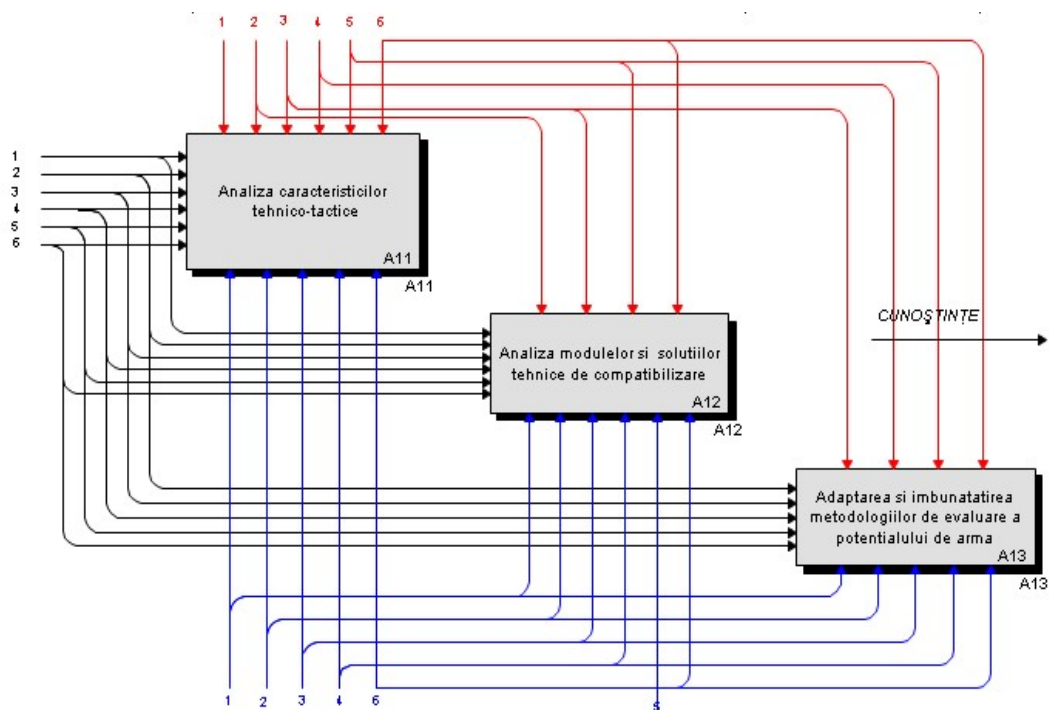 1 2 3 4 5 6
1
2
3
4
5
6
Analiza caracteristicilor
tehnico-tactice
A11
A11
CUNOŞTINȚE
Analiza modulelor si solutiilor
tehnice de compatibilizare
A12
A12
Adaptarea si imbunatatirea
metodologiilor de evaluare a
potentialului de arma
A13
A13
1 2 3 4 6